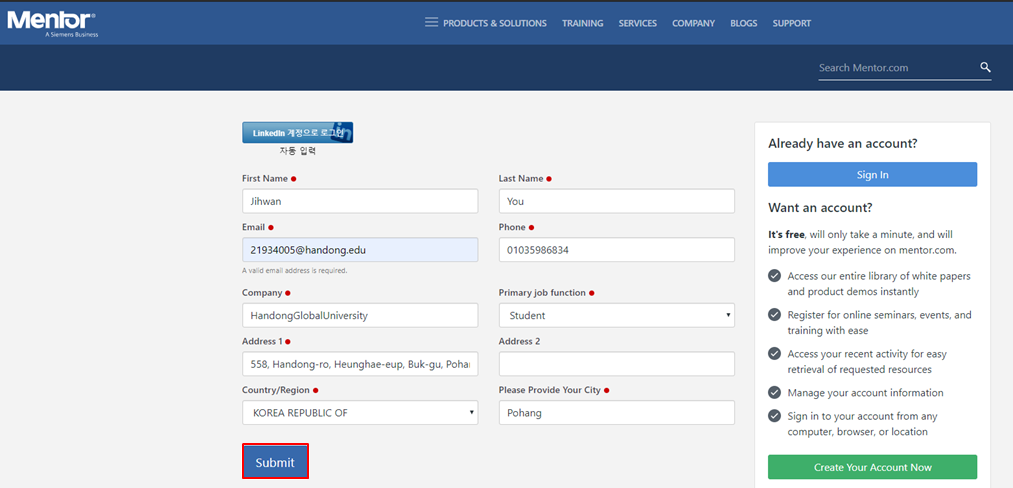 Mentor®
A Siemens Business
PRODUCTS & SOLUTIONS TRAINING SERVICES COMPANY BLOGS SUPPORT
Search Mentor.com
LinkedIn 계정으로 로그인
자동 입력
First Name
Last Name
Jihwan
You
Email
Phone
21934005@handong.edu
01035986834
A valid email address is required.
Company
Primary job function
HandongGlobalUniversity
Student
Address 1
Address 2
558, Handong-ro, Heunghae-eup, Buk-gu, Pohan
Country/Region
Please Provide Your City
KOREA REPUBLIC OF
Pohang
Submit
Already have an account?
Sign In
Want an account?
It's free, will only take a minute, and will
improve your experience on mentor.com.
Access our entire library of white papers
and product demos instantly
Register for online seminars, events, and
training with ease
Access your recent activity for easy
retrieval of requested resources
Manage your account information
Sign in to your account from any
computer, browser, or location
Create Your Account Now